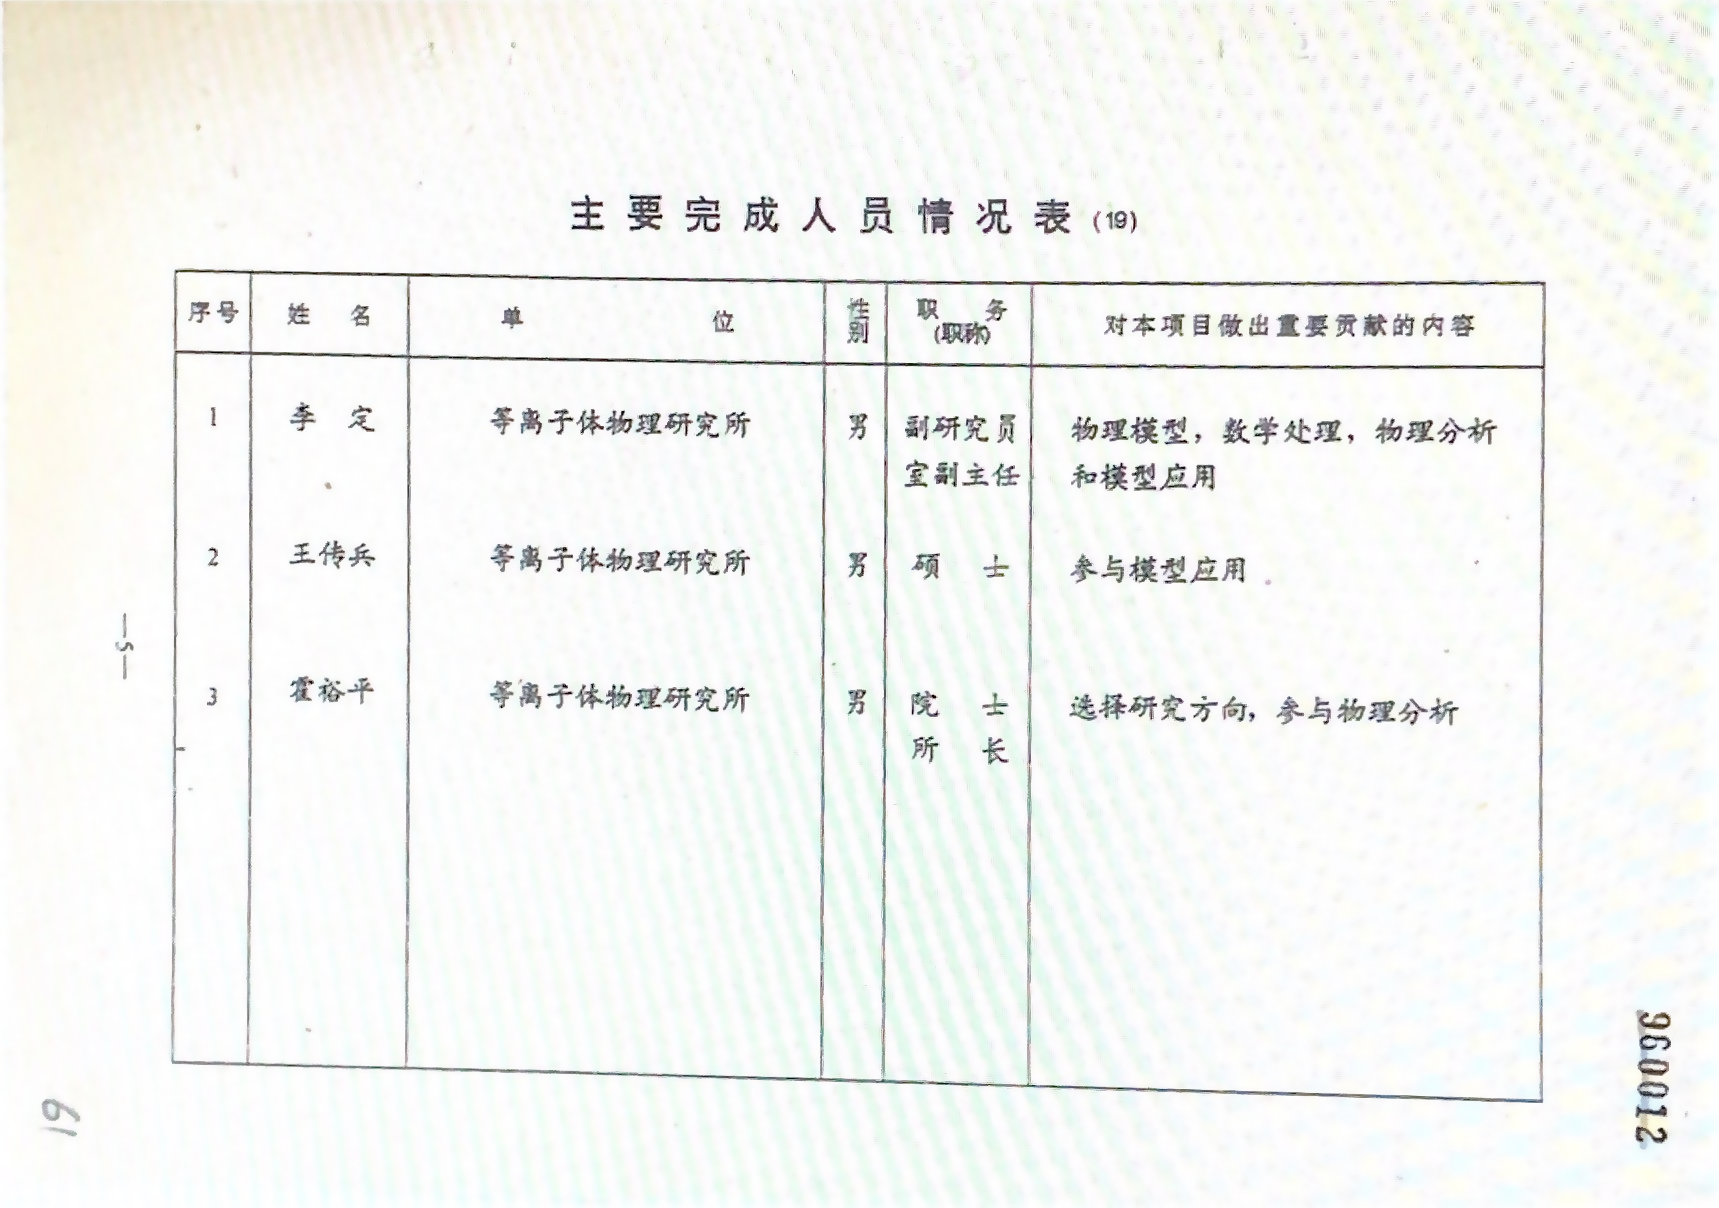 主要完成人员情况表(19)
序号 姓名 单位 性别 职务(职称) 对本项目做出重要贡献的内容
1 李定 等离子体物理研究所 男 副研究员 物理模型，数学处理，物理分析
室副主任 和模型应用
2 王传兵 等离子体物理研究所 男 硕士 参与模型应用
3 霍裕平 等离子体物理研究所 男 院士 选择研究方向，参与物理分析
所长
—5—
19
960012